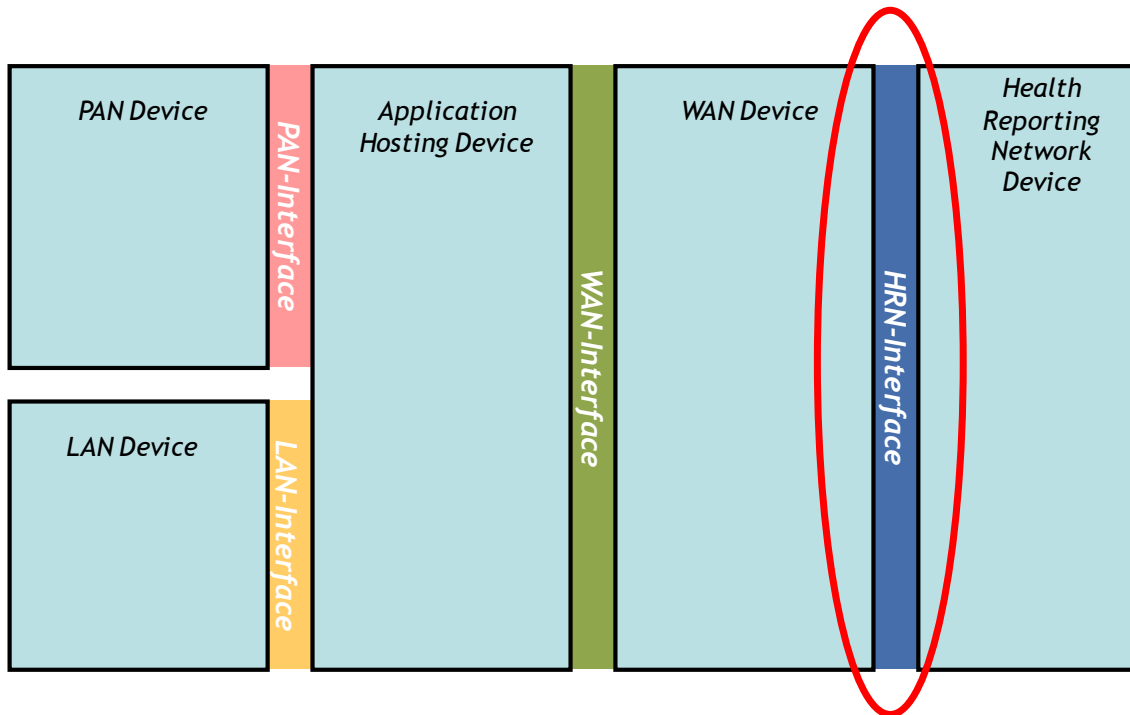 PAN Device
PAN-Interface
Application
Hosting Device
WAN-Interface
WAN Device
HRN-Interface
Health
Reporting
Network
Device
LAN Device
LAN-Interface